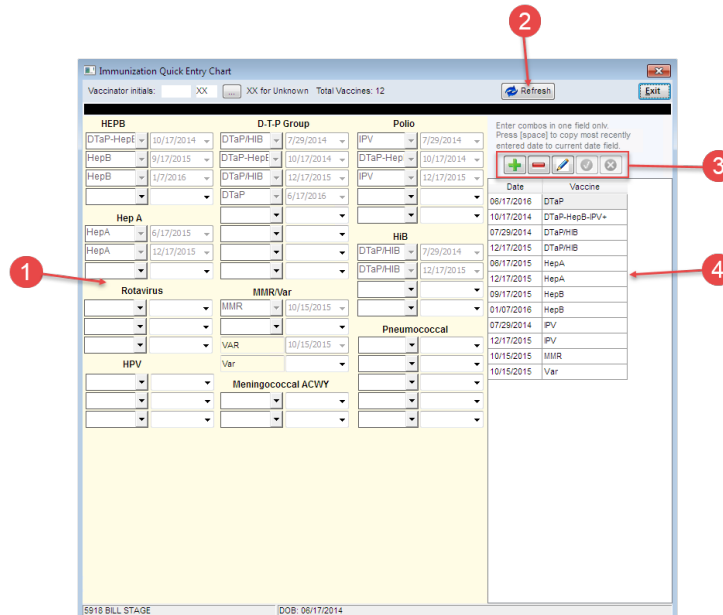 2
Immunization Quick Entry Chart
Vaccinator initials: XX ... XX for Unknown Total Vaccines: 12 Refresh Exit
HEPB D-T-P Group Polio
DTaP-HepE 10/17/2014 DTaP/HIB 7/29/2014 IPV 7/29/2014
HepB 9/17/2015 DTaP-HepE 10/17/2014 DTaP-Hep 10/17/2014
HepB 1/7/2016 DTaP/HIB 12/17/2015 IPV 12/17/2015
DTaP 6/17/2016
Hep A
HepA 6/17/2015
HepA 12/17/2015
HiB
DTaP/HIB 7/29/2014
DTaP/HIB 12/17/2015
1
Rotavirus MMR/Var
MMR 10/15/2015
Pneumococcal
VAR 10/15/2015
Var
HPV
Meningococcal ACWY
Enter combos in one field only.
Press [space] to copy most recently
entered date to current date field.
3
Date Vaccine
06/17/2016 DTaP
10/17/2014 DTaP-HepB-IPV+
07/29/2014 DTaP/HIB
12/17/2015 DTaP/HIB
06/17/2015 HepA
12/17/2015 HepA
09/17/2015 HepB
01/07/2016 HepB
07/29/2014 IPV
12/17/2015 IPV
10/15/2015 MMR
10/15/2015 Var
4
5918 BILL STAGE DOB: 06/17/2014